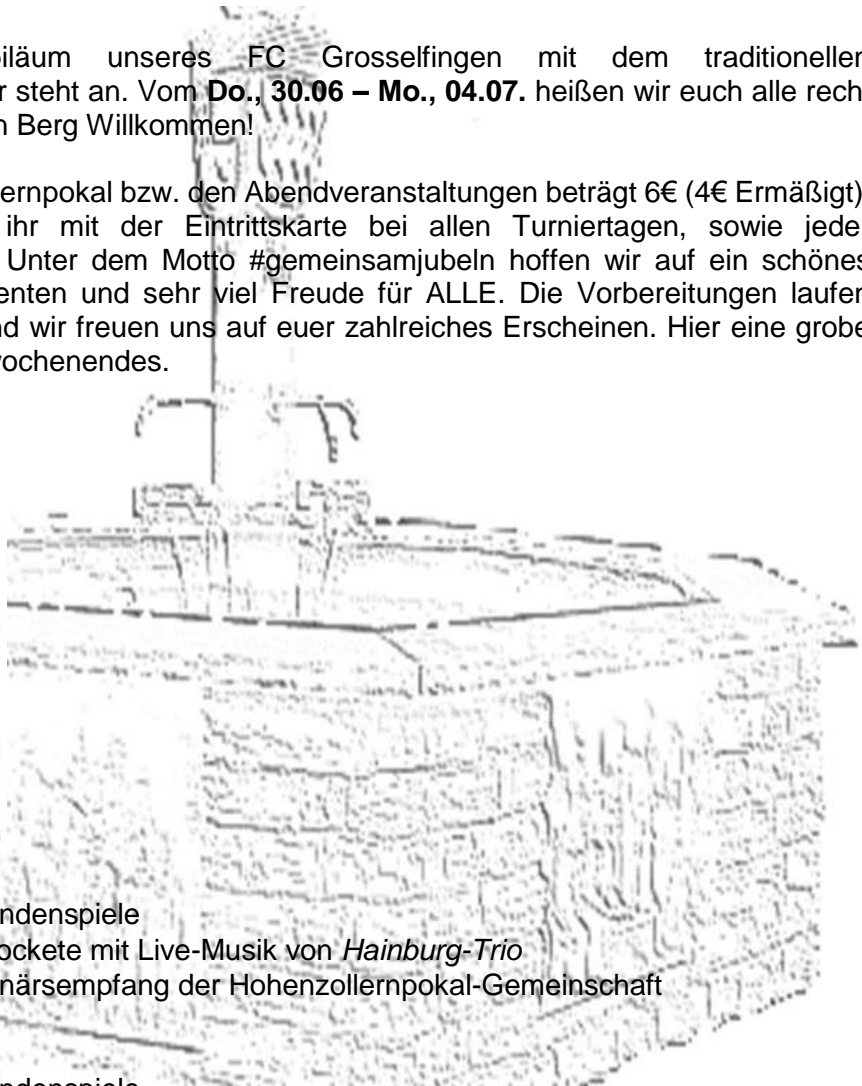 biläum unseres FC Grosselfingen mit dem traditioneller
r steht an. Vom Do., 30.06 – Mo., 04.07. heißen wir euch alle rech
n Berg Willkommen!
ernpokal bzw. den Abendveranstaltungen beträgt 6€ (4€ Ermäßigt)
ihr mit der Eintrittskarte bei allen Turniertagen, sowie jede
Unter dem Motto #gemeinsamjubeln hoffen wir auf ein schönes
enten und sehr viel Freude für ALLE. Die Vorbereitungen laufen
nd wir freuen uns auf euer zahlreiches Erscheinen. Hier eine grobe
wochenendes.
ndenspiele
ockete mit Live-Musik von Hainburg-Trio
närsempfang der Hohenzollernpokal-Gemeinschaft
ndenspiele